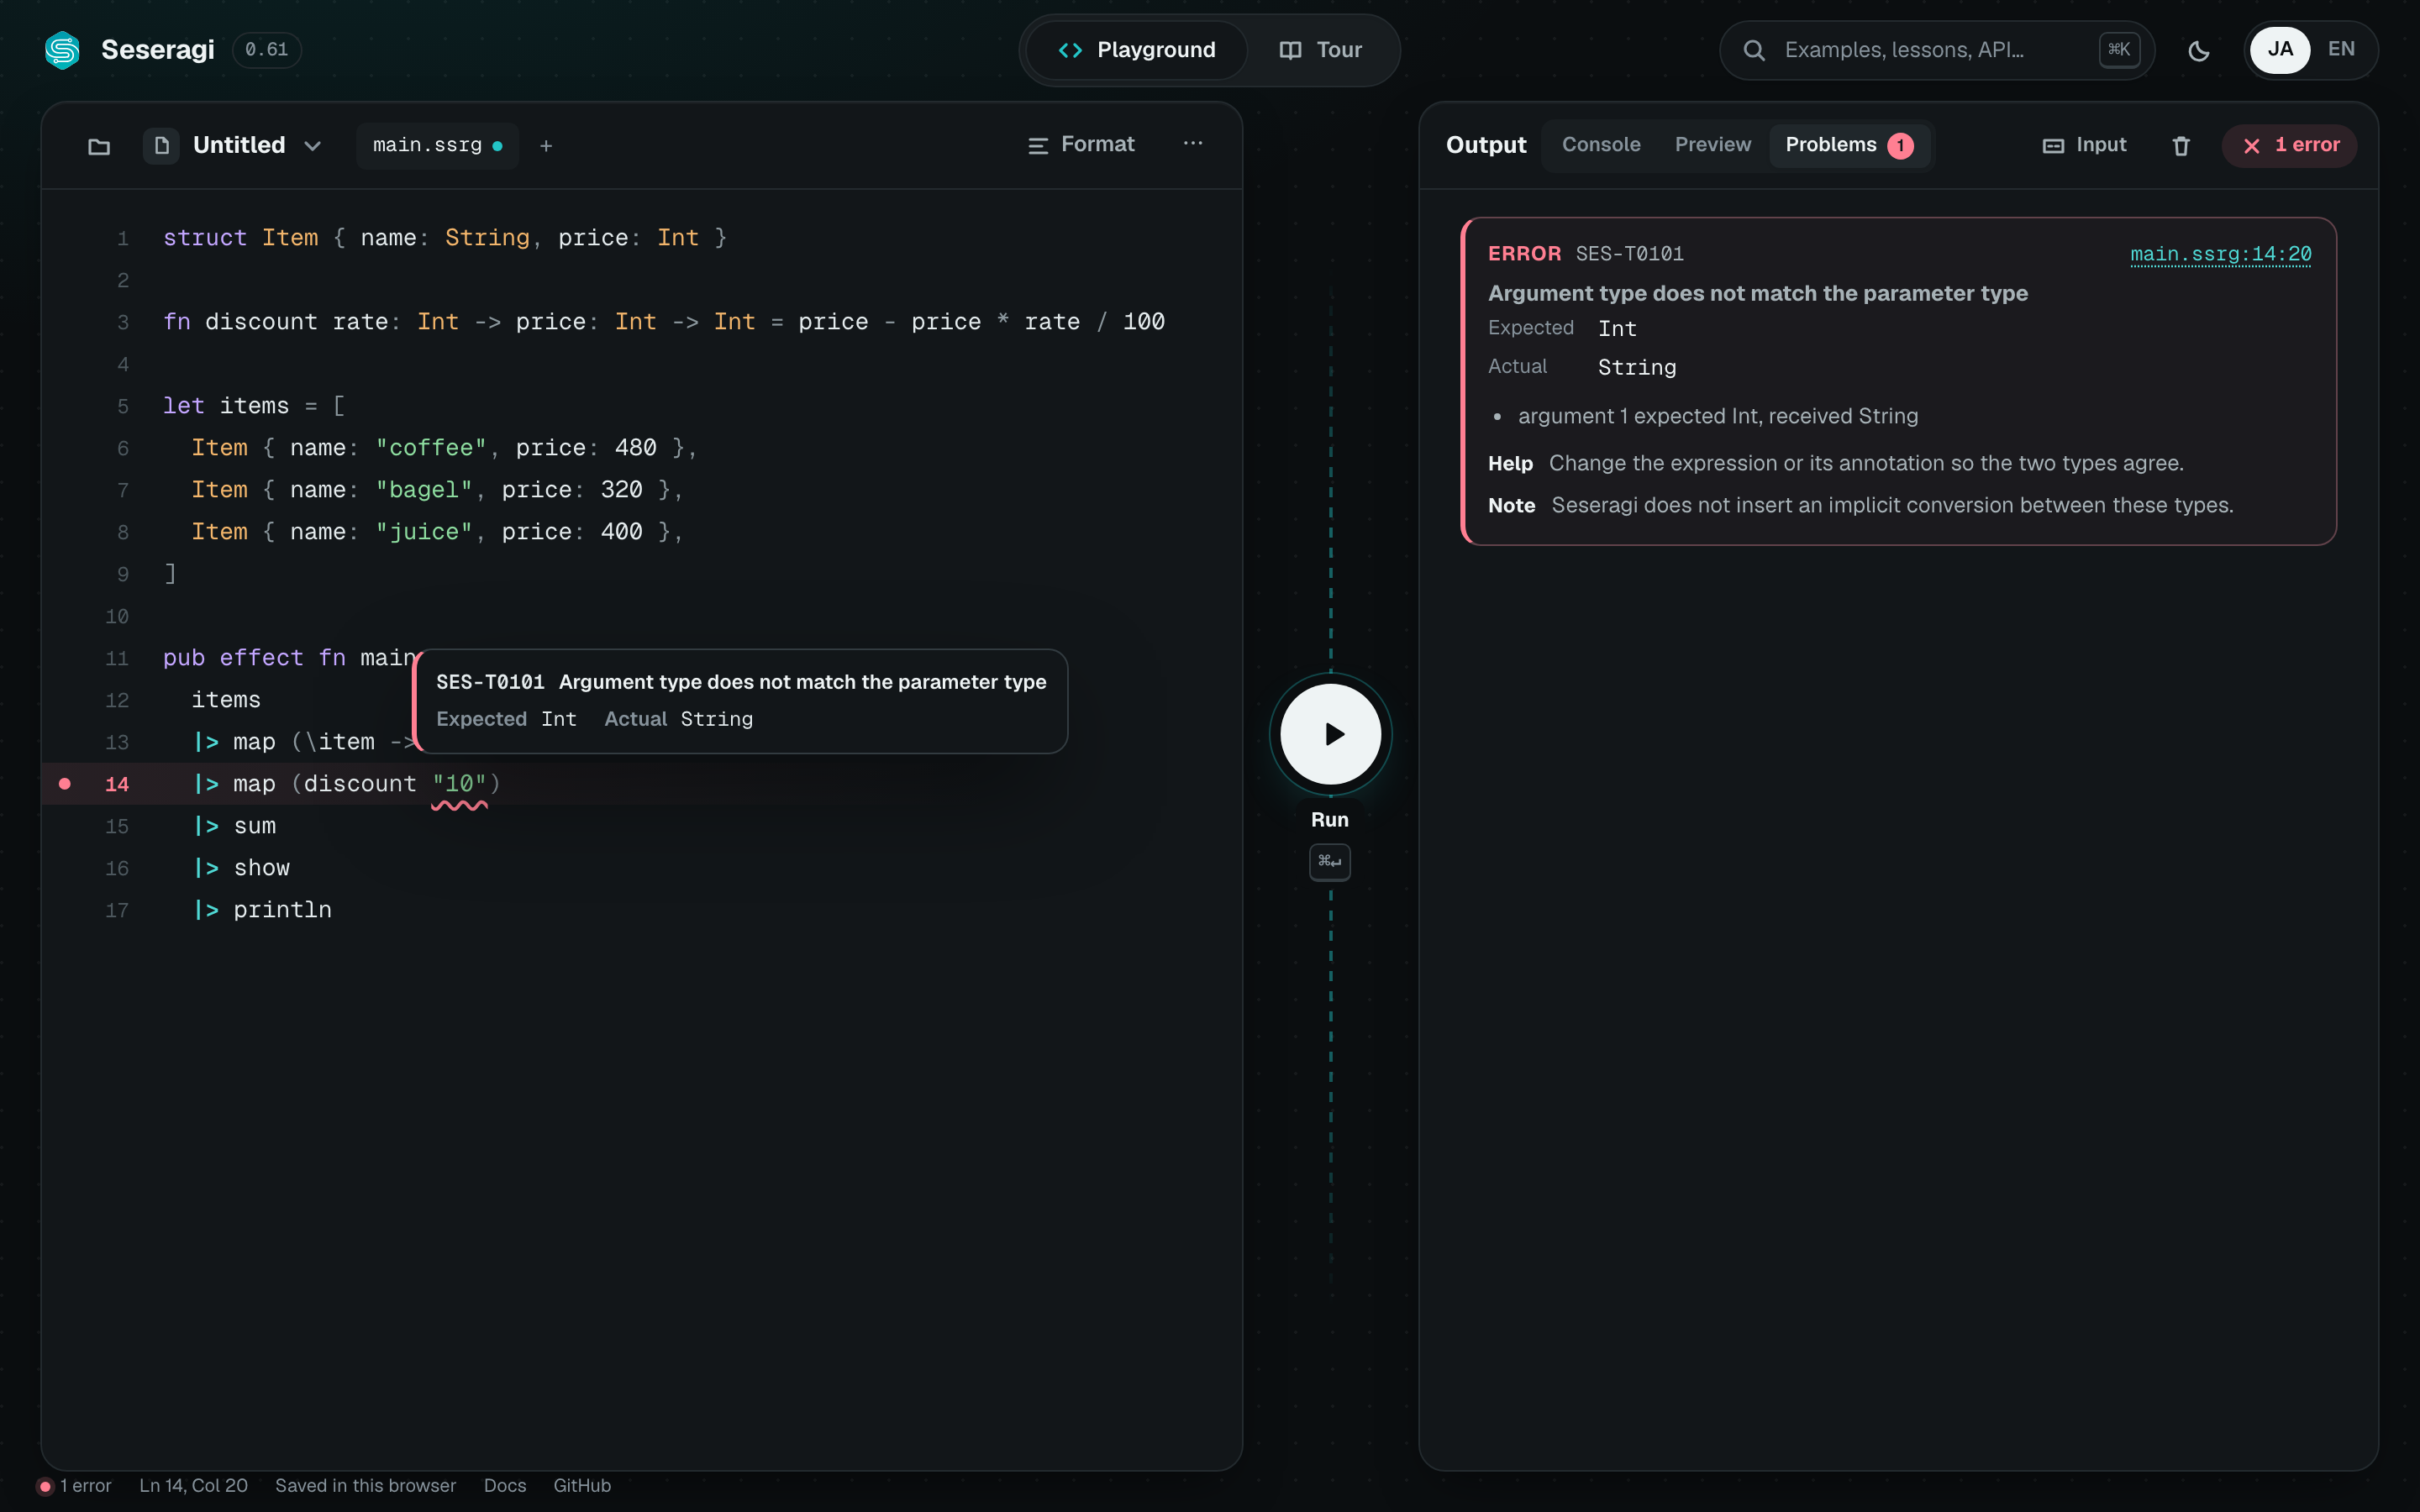 Seseragi 0.61
Playground Tour
Examples, lessons, API... ⌘K
JA EN
Untitled main.ssrg + Format ...
1 struct Item { name: String, price: Int }
2
3 fn discount rate: Int -> price: Int -> Int = price - price * rate / 100
4
5 let items = [
6 Item { name: "coffee", price: 480 },
7 Item { name: "bagel", price: 320 },
8 Item { name: "juice", price: 400 },
9 ]
10
11 pub effect fn main
12 items
13 |> map (\item ->
14 |> map (discount "10")
15 |> sum
16 |> show
17 |> println
SES-T0101 Argument type does not match the parameter type
Expected Int Actual String
Run
⌘↵
Output Console Preview Problems 1 Input 1 error
ERROR SES-T0101 main.ssrg:14:20
Argument type does not match the parameter type
Expected Int
Actual String
• argument 1 expected Int, received String
Help Change the expression or its annotation so the two types agree.
Note Seseragi does not insert an implicit conversion between these types.
1 error Ln 14, Col 20 Saved in this browser Docs GitHub